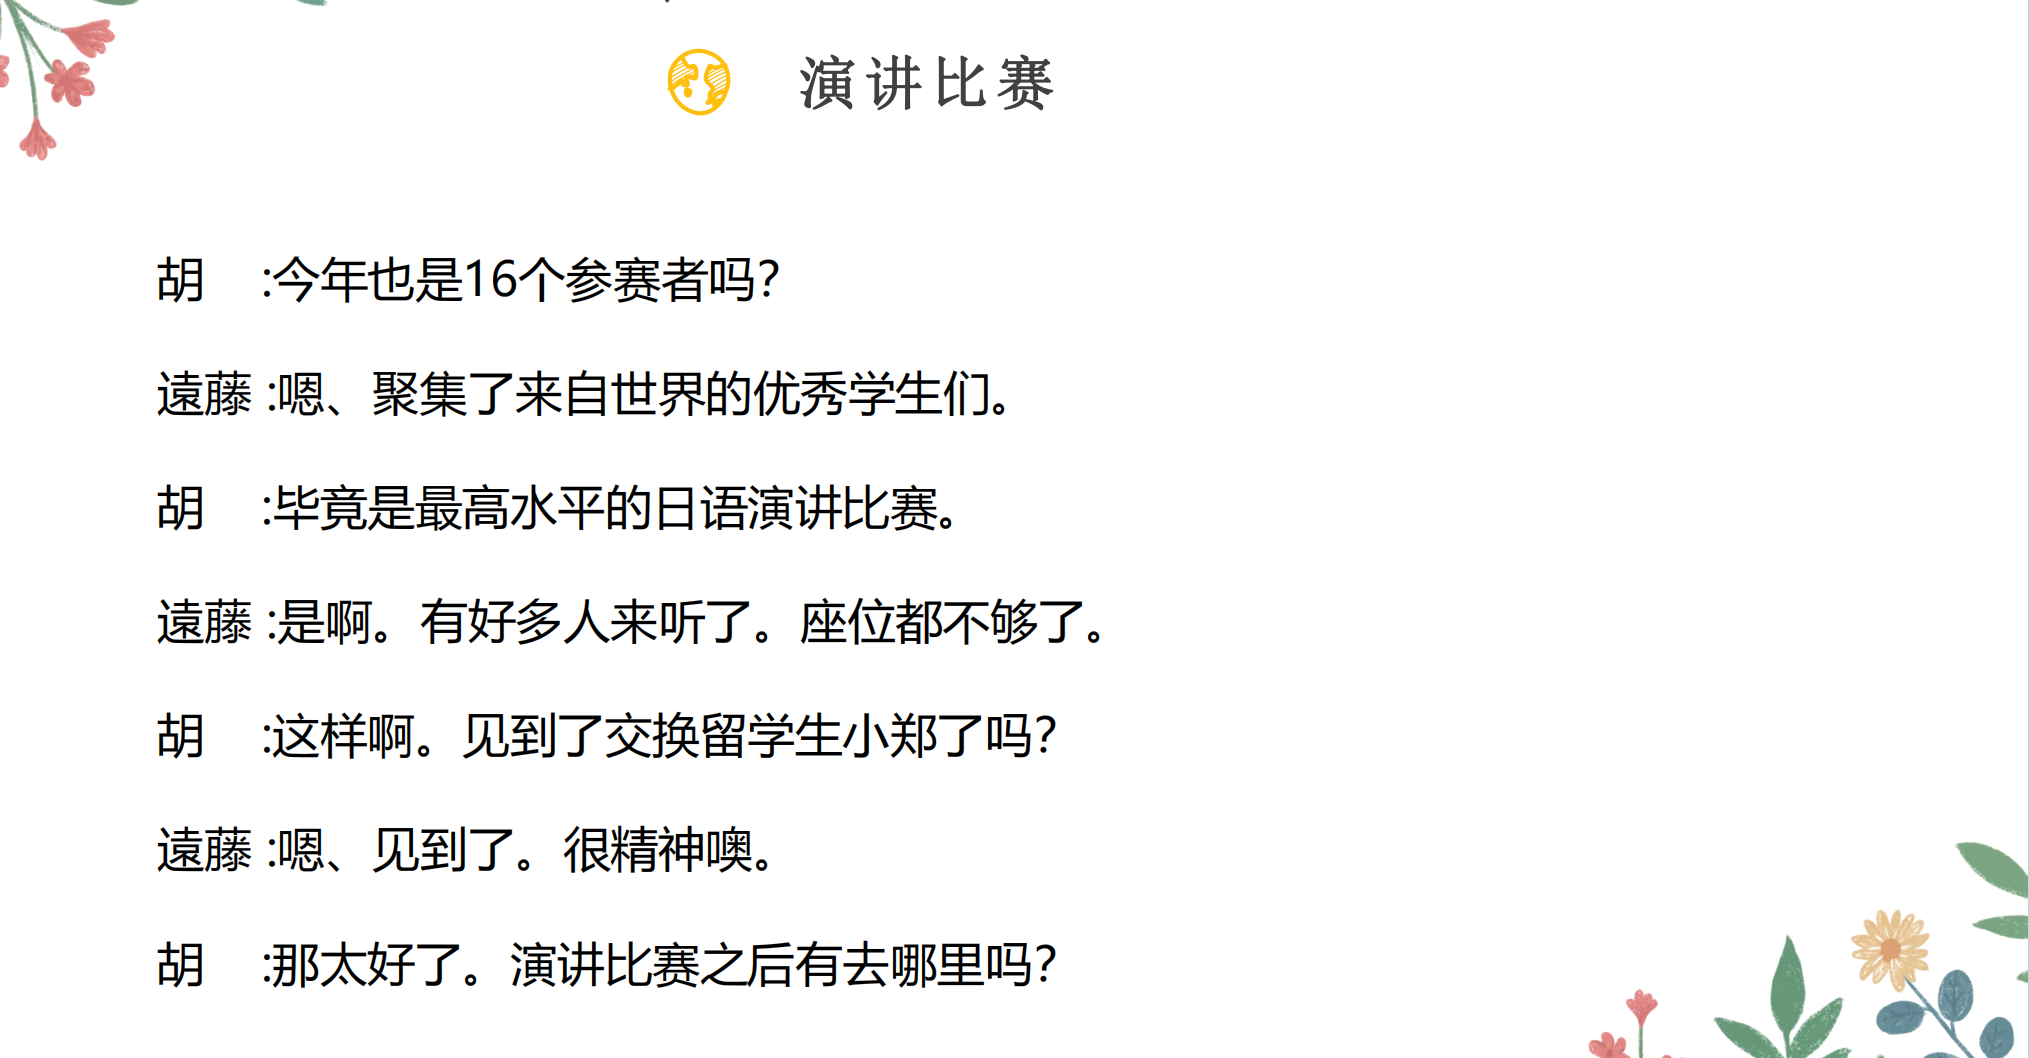 演讲比赛
胡 :今年也是16个参赛者吗?
遠藤 :嗯、聚集了来自世界的优秀学生们。
胡 :毕竟是最高水平的日语演讲比赛。
遠藤 :是啊。有好多人来听了。座位都不够了。
胡 :这样啊。见到了交换留学生小郑了吗?
遠藤 :嗯、见到了。很精神噢。
胡 :那太好了。演讲比赛之后有去哪里吗?